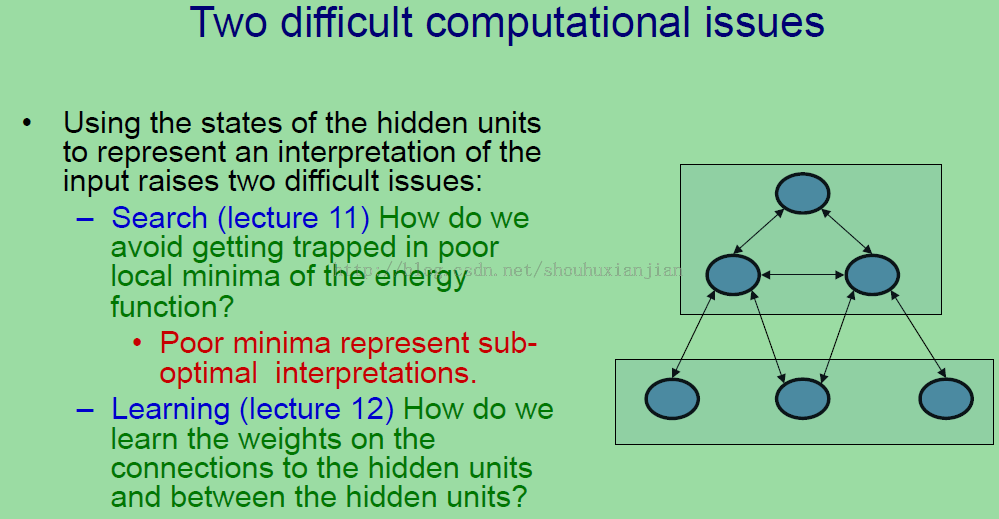 Two difficult computational issues
• Using the states of the hidden units
to represent an interpretation of the
input raises two difficult issues:
– Search (lecture 11) How do we
avoid getting trapped in poor
local minima of the energy
function?
http://blog.csdn.net/shouhuxianjian
• Poor minima represent sub-
optimal interpretations.
– Learning (lecture 12) How do we
learn the weights on the
connections to the hidden units
and between the hidden units?